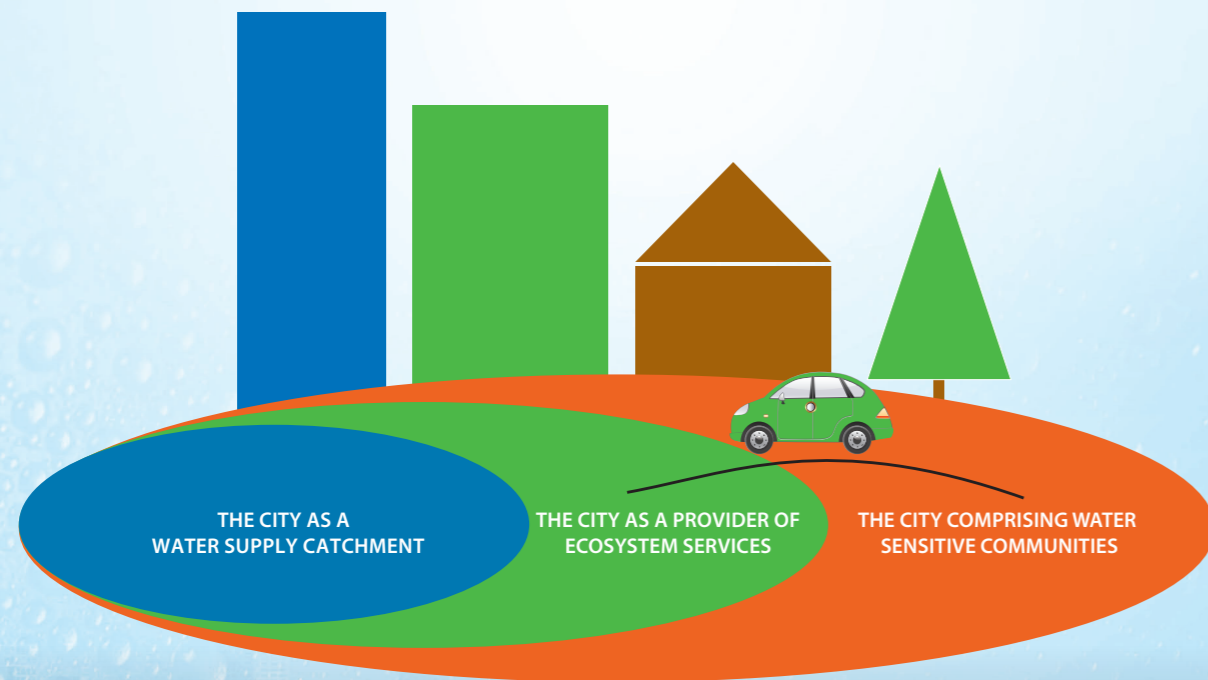 THE CITY AS A
WATER SUPPLY CATCHMENT
THE CITY AS A PROVIDER OF
ECOSYSTEM SERVICES
THE CITY COMPRISING WATER
SENSITIVE COMMUNITIES